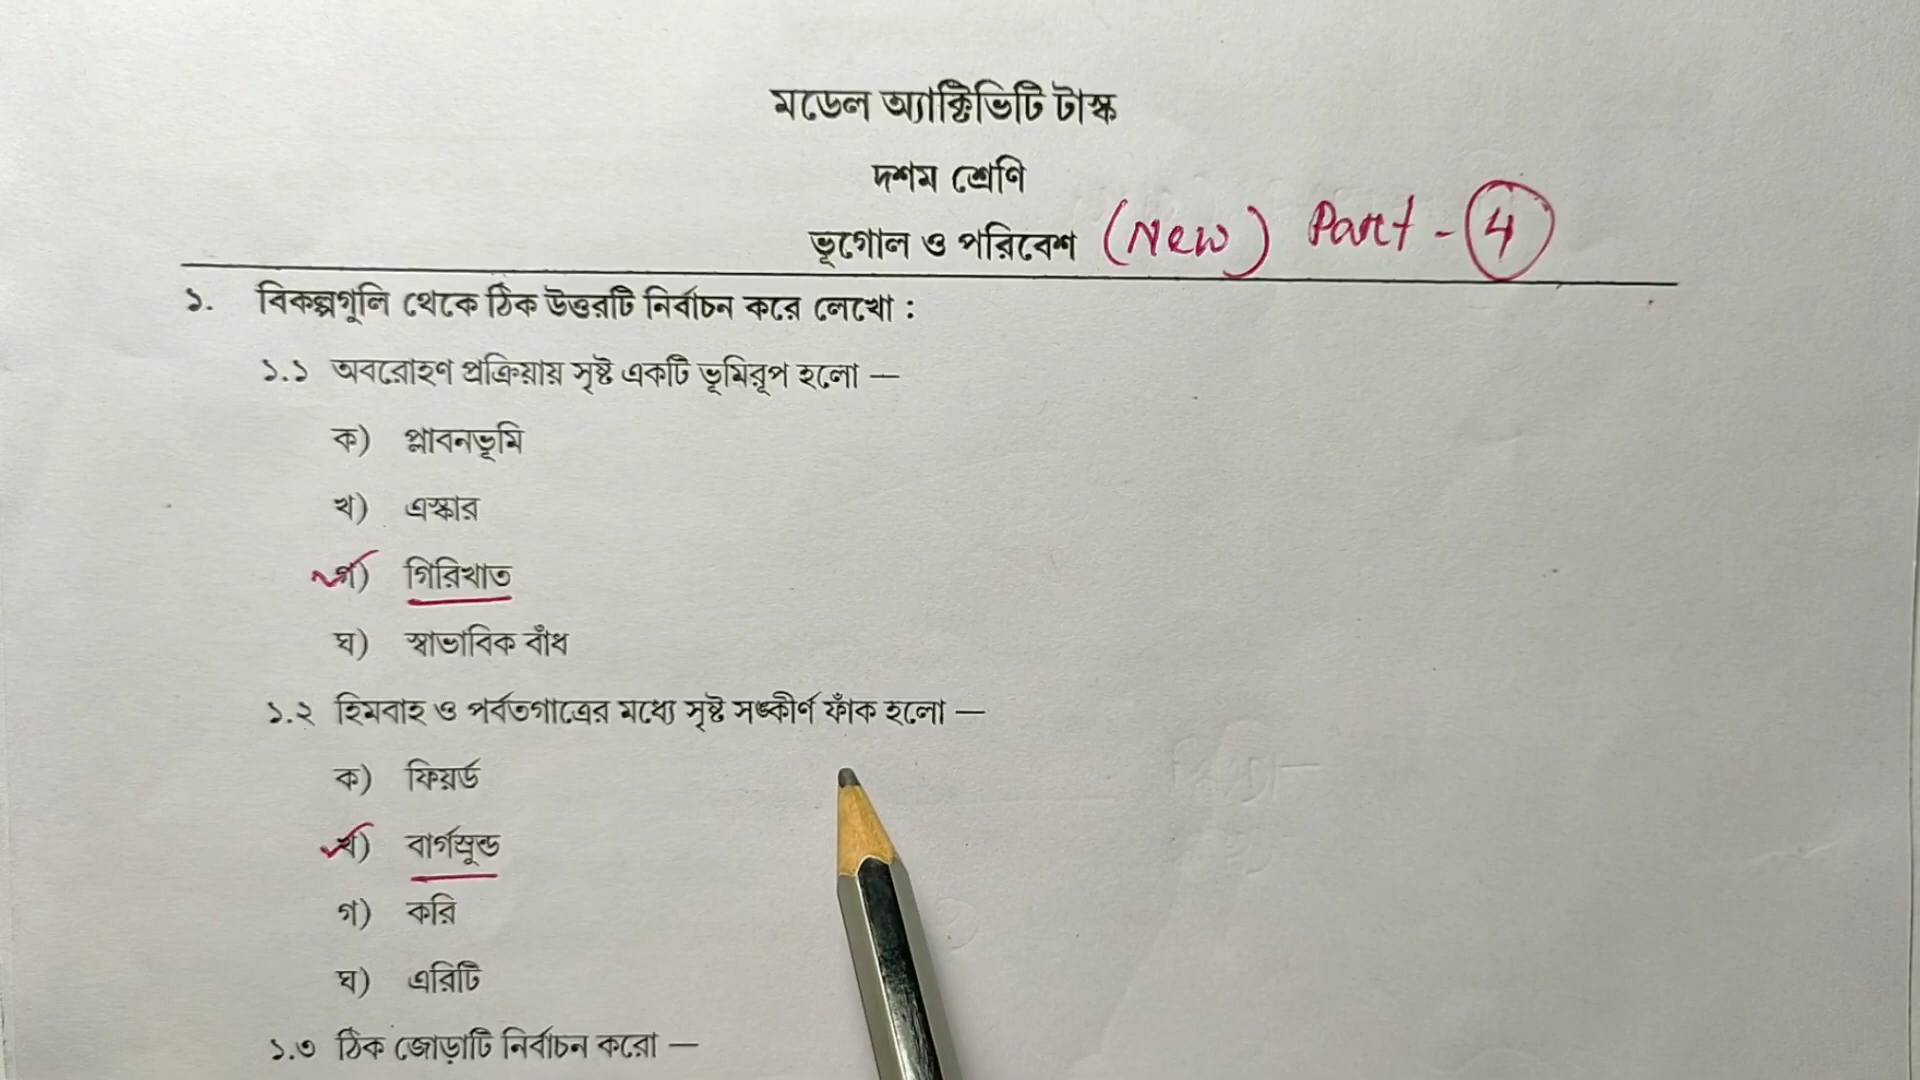 মডেল অ্যাক্টিভিটি টাস্ক
দশম শ্রেণি
ভূগোল ও পরিবেশ (New) Part - 4
১. বিকল্পগুলি থেকে ঠিক উত্তরটি নির্বাচন করে লেখো :
১.১ অবরোহণ প্রক্রিয়ায় সৃষ্ট একটি ভূমিরূপ হলো —
ক) প্লাবনভূমি
খ) এস্কার
গ) গিরিখাত
ঘ) স্বাভাবিক বাঁধ
১.২ হিমবাহ ও পর্বতগাত্রের মধ্যে সৃষ্ট সঙ্কীর্ণ ফাঁক হলো —
ক) ফিয়র্ড
খ) বার্গস্রুন্ড
গ) করি
ঘ) এরিটি
১.৩ ঠিক জোড়াটি নির্বাচন করো —